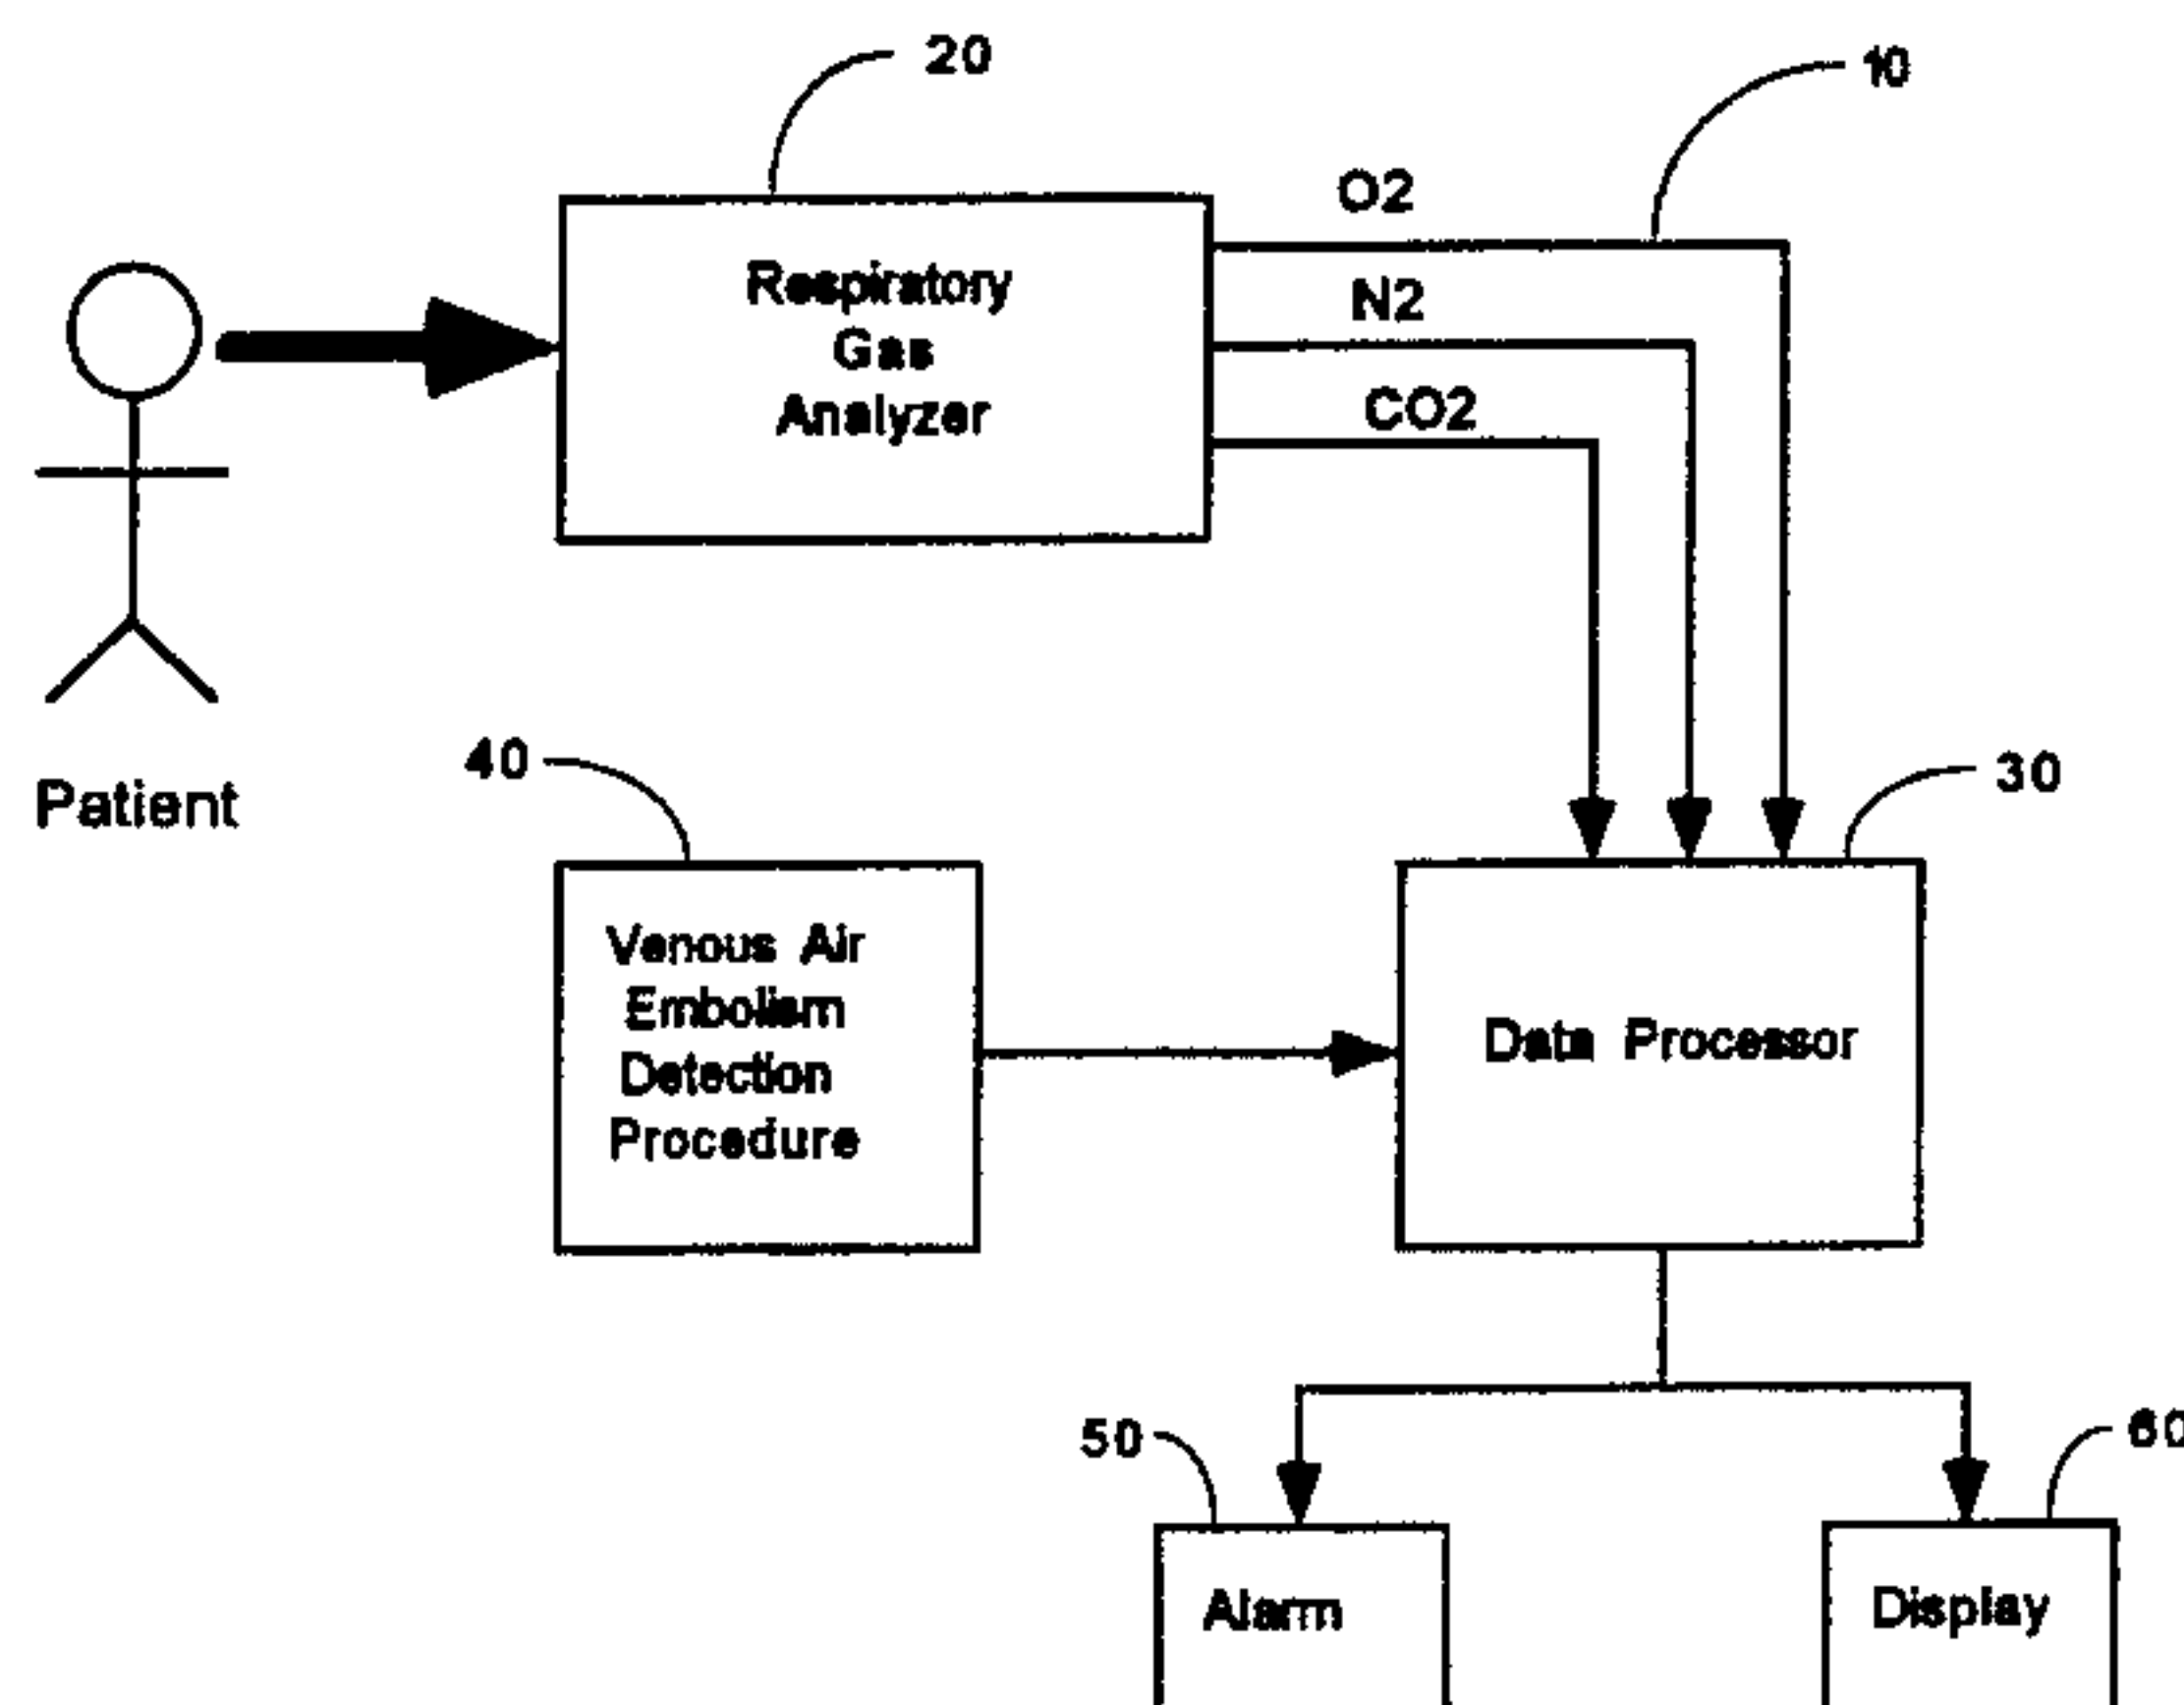 20
10
O2
Respiratory
Gas
Analyzer
N2
CO2
Patient
40
30
Venous Air
Embolism
Detection
Procedure
Data Processor
50
60
Alarm
Display